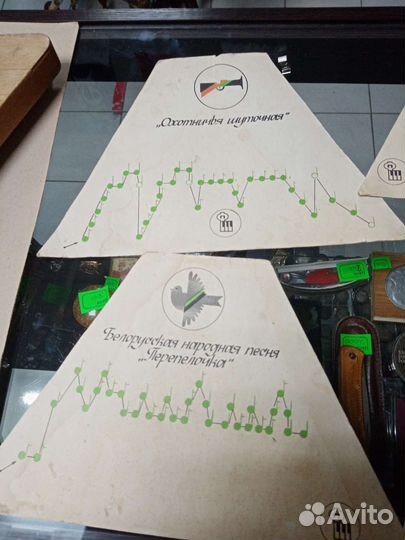 „Охотничья шуточная"
Белорусская народная песня
„Перепелочка"
Avito